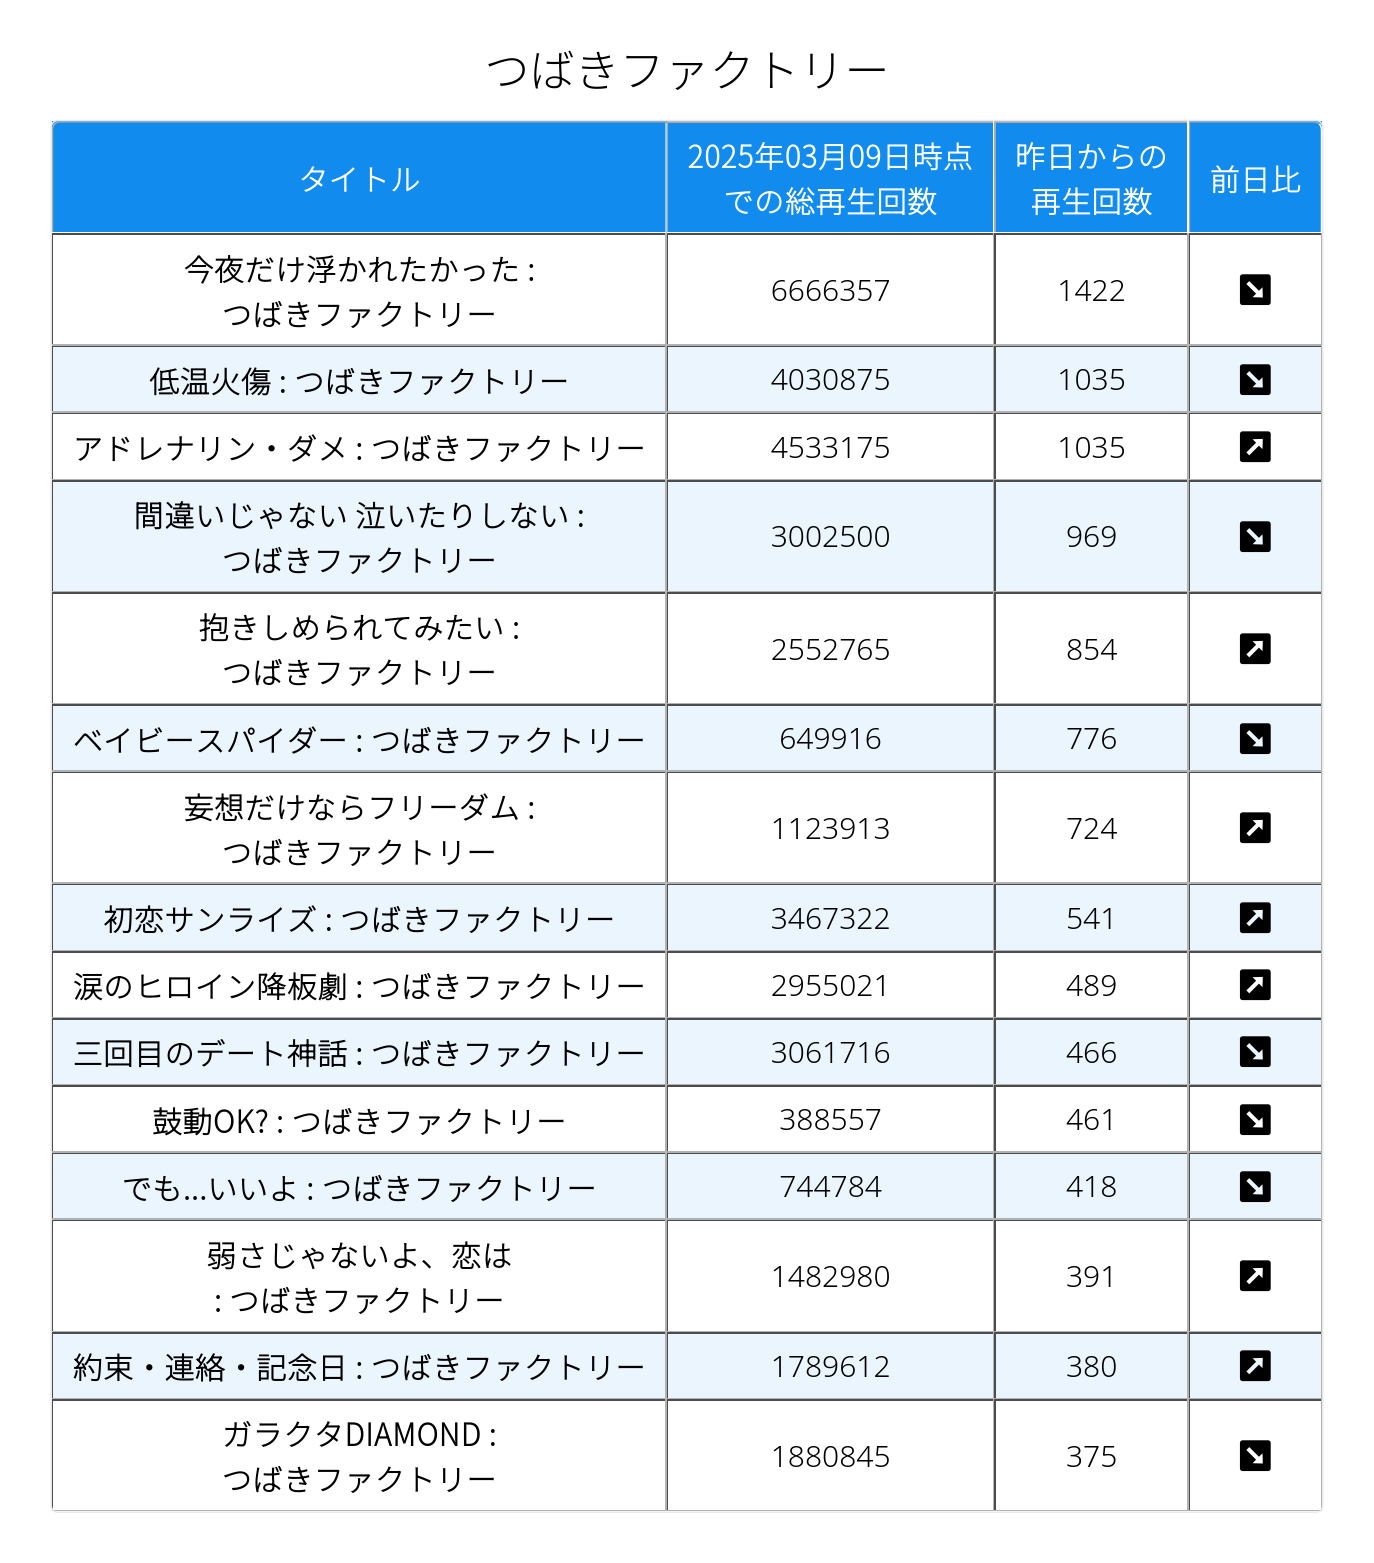 つばきファクトリー
タイトル
2025年03月09日時点
での総再生回数
昨日からの
再生回数
前日比
今夜だけ浮かれたかった :
つばきファクトリー
6666357
1422
低温火傷 : つばきファクトリー
4030875
1035
アドレナリン・ダメ : つばきファクトリー
4533175
1035
間違いじゃない 泣いたりしない :
つばきファクトリー
3002500
969
抱きしめられてみたい :
つばきファクトリー
2552765
854
ベイビースパイダー : つばきファクトリー
649916
776
妄想だけならフリーダム :
つばきファクトリー
1123913
724
初恋サンライズ : つばきファクトリー
3467322
541
涙のヒロイン降板劇 : つばきファクトリー
2955021
489
三回目のデート神話 : つばきファクトリー
3061716
466
鼓動OK? : つばきファクトリー
388557
461
でも...いいよ : つばきファクトリー
744784
418
弱さじゃないよ、恋は
: つばきファクトリー
1482980
391
約束・連絡・記念日 : つばきファクトリー
1789612
380
ガラクタDIAMOND :
つばきファクトリー
1880845
375